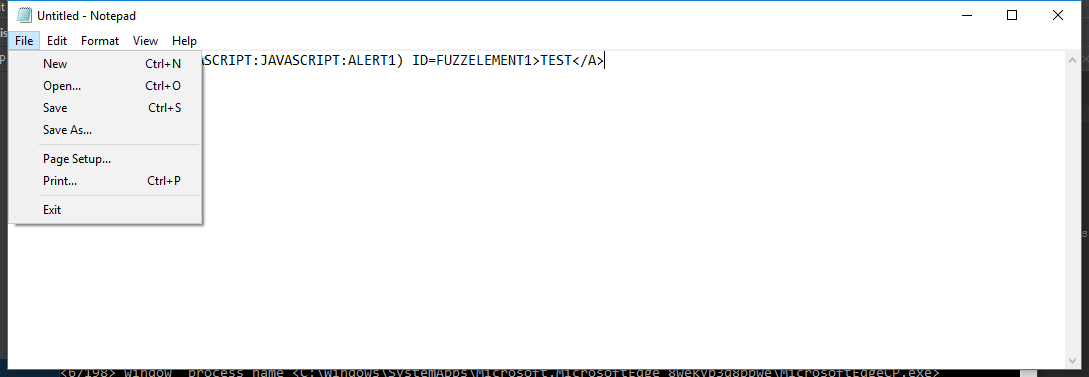 Untitled - Notepad
File Edit Format View Help
New Ctrl+N
SCRIPT:JAVASCRIPT:ALERT1) ID=FUZZELEMENT1>TEST</A>
Open... Ctrl+O
Save Ctrl+S
Save As...
Page Setup...
Print... Ctrl+P
Exit
<6/198> Window process name <C:\Windows\SystemApps\Microsoft.MicrosoftEdge_8wekyb3d8bbwe\MicrosoftEdgeCP.exe>